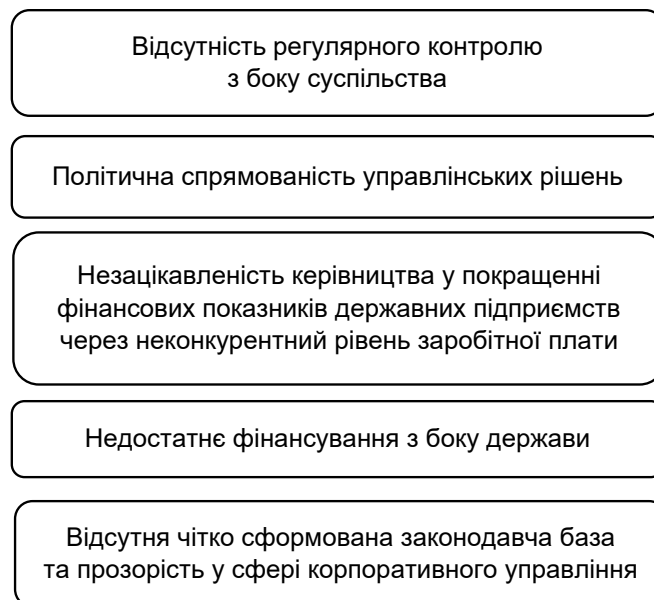 Відсутність регулярного контролю
з боку суспільства
Політична спрямованість управлінських рішень
Незацікавленість керівництва у покращенні
фінансових показників державних підприємств
через неконкурентний рівень заробітної плати
Недостатнє фінансування з боку держави
Відсутня чітко сформована законодавча база
та прозорість у сфері корпоративного управління